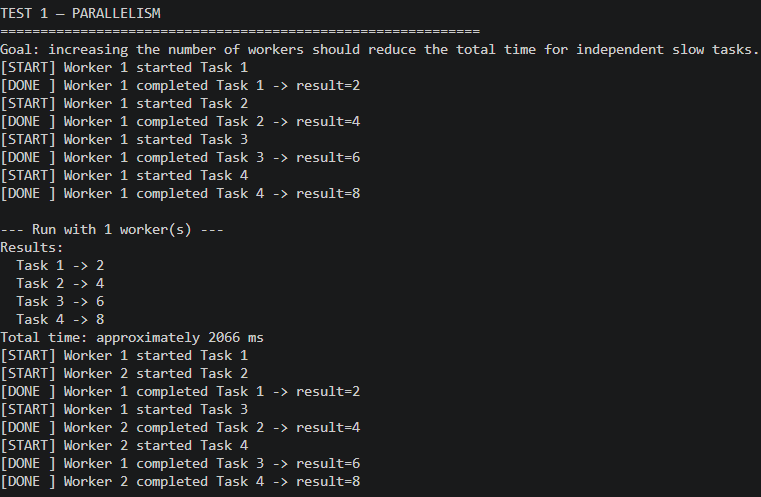 TEST 1 — PARALLELISM
============================================================
Goal: increasing the number of workers should reduce the total time for independent slow tasks.
[START] Worker 1 started Task 1
[DONE ] Worker 1 completed Task 1 -> result=2
[START] Worker 1 started Task 2
[DONE ] Worker 1 completed Task 2 -> result=4
[START] Worker 1 started Task 3
[DONE ] Worker 1 completed Task 3 -> result=6
[START] Worker 1 started Task 4
[DONE ] Worker 1 completed Task 4 -> result=8

--- Run with 1 worker(s) ---
Results:
  Task 1 -> 2
  Task 2 -> 4
  Task 3 -> 6
  Task 4 -> 8
Total time: approximately 2066 ms
[START] Worker 1 started Task 1
[START] Worker 2 started Task 2
[DONE ] Worker 1 completed Task 1 -> result=2
[START] Worker 1 started Task 3
[DONE ] Worker 2 completed Task 2 -> result=4
[START] Worker 2 started Task 4
[DONE ] Worker 1 completed Task 3 -> result=6
[DONE ] Worker 2 completed Task 4 -> result=8